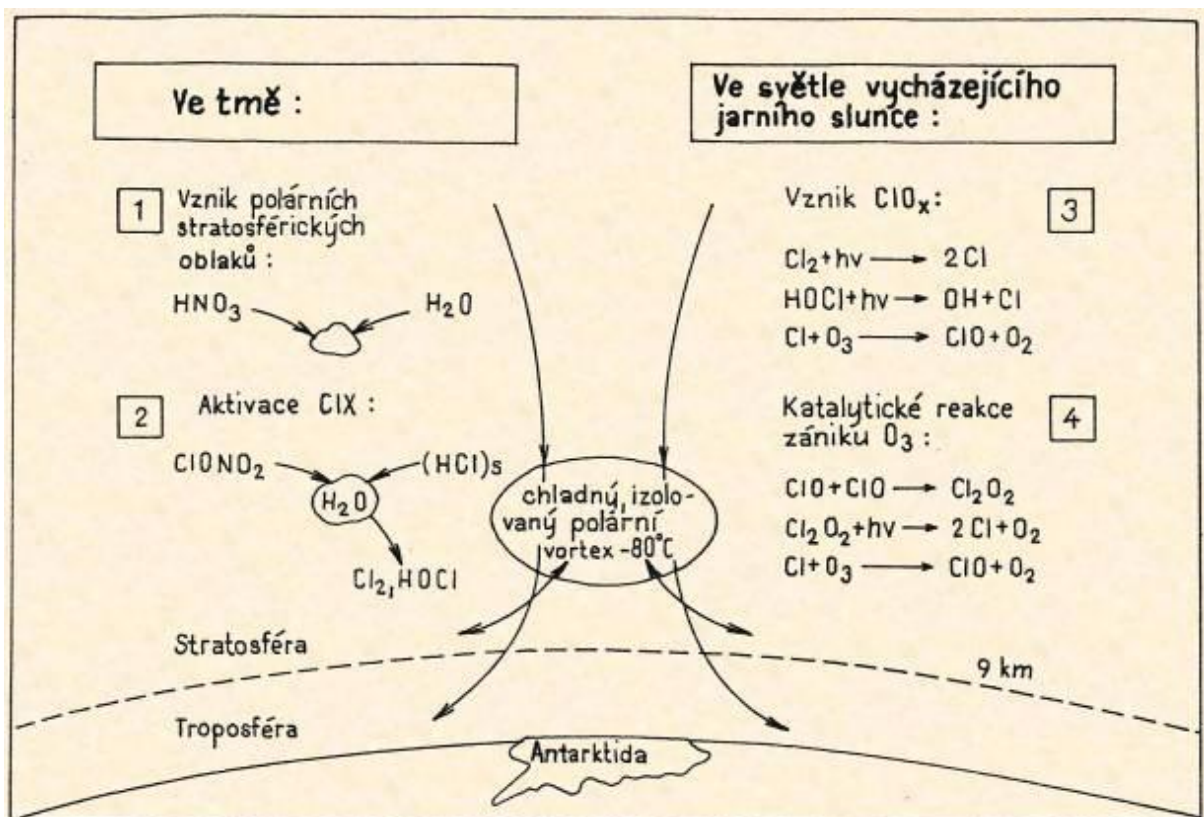 Ve tmě :
1
Vznik polárních
stratosférických
oblaků :
HNO₃ H₂O
2
Aktivace ClX :
ClONO₂ (HCl)s
H₂O
Cl₂, HOCl
Ve světle vycházejícího
jarního slunce :
Vznik ClOₓ:
3
Cl₂+hv → 2Cl
HOCl+hv → OH+Cl
Cl+O₃ → ClO+O₂
Katalytické reakce
zániku O₃ :
4
ClO+ClO → Cl₂O₂
Cl₂O₂+hv → 2Cl+O₂
Cl+O₃ → ClO+O₂
chladný, izolo-
vaný polární
vortex -80°C
Stratosféra
9 km
Troposféra
Antarktida